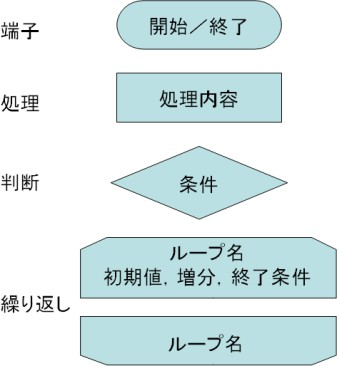 端子
開始／終了
処理
処理内容
判断
条件
繰り返し
ループ名
初期値，増分，終了条件
ループ名